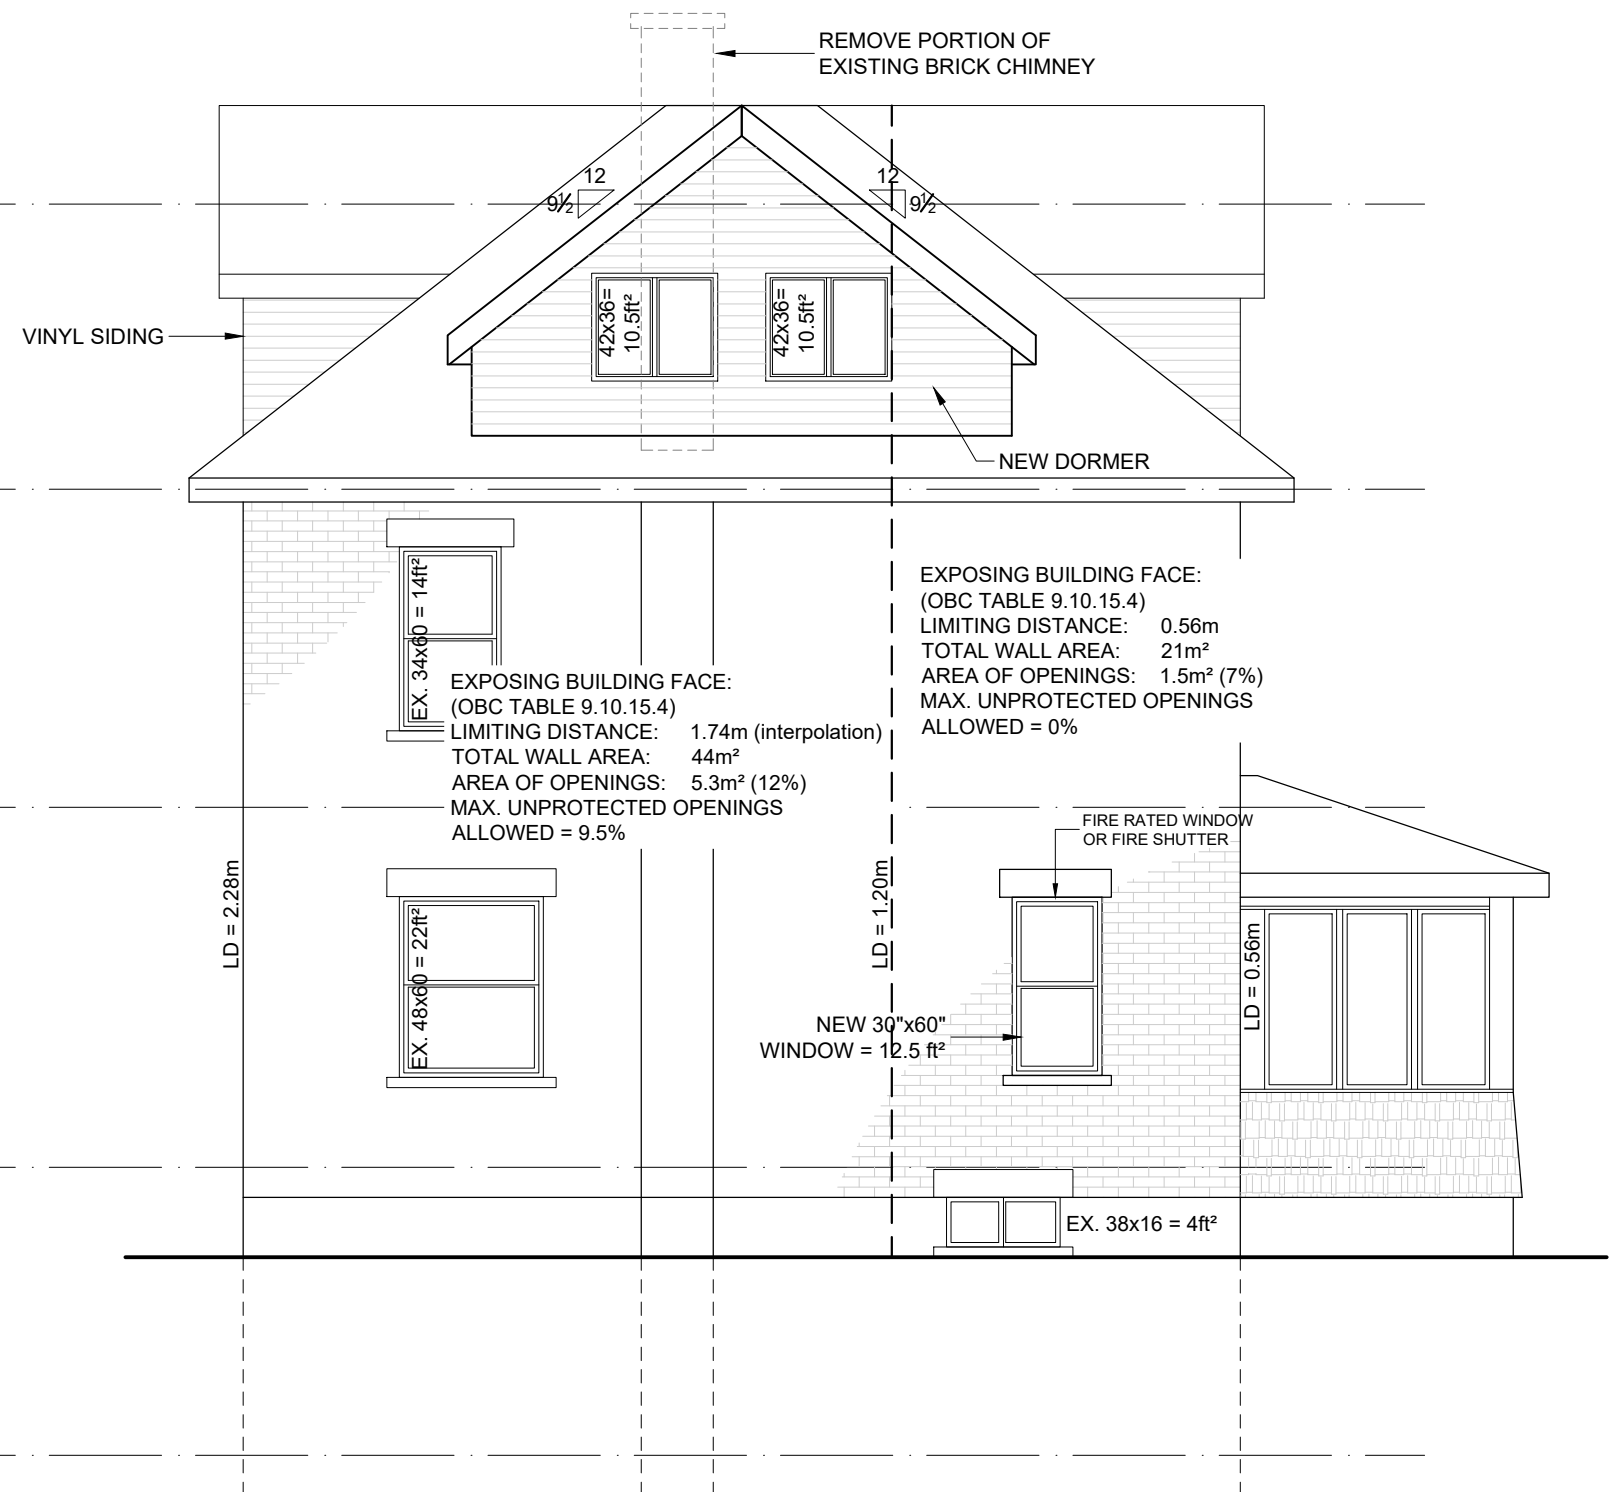 REMOVE PORTION OF
EXISTING BRICK CHIMNEY
12
9½
12
9½
42x36=
10.5ft²
42x36=
10.5ft²
VINYL SIDING
NEW DORMER
EX. 34x60 = 14ft²
EXPOSING BUILDING FACE:
(OBC TABLE 9.10.15.4)
LIMITING DISTANCE: 0.56m
TOTAL WALL AREA: 21m²
AREA OF OPENINGS: 1.5m² (7%)
MAX. UNPROTECTED OPENINGS
ALLOWED = 0%
EXPOSING BUILDING FACE:
(OBC TABLE 9.10.15.4)
LIMITING DISTANCE: 1.74m (interpolation)
TOTAL WALL AREA: 44m²
AREA OF OPENINGS: 5.3m² (12%)
MAX. UNPROTECTED OPENINGS
ALLOWED = 9.5%
FIRE RATED WINDOW
OR FIRE SHUTTER
LD = 2.28m
EX. 48x60 = 22ft²
LD = 1.20m
LD = 0.56m
NEW 30"x60"
WINDOW = 12.5 ft²
EX. 38x16 = 4ft²